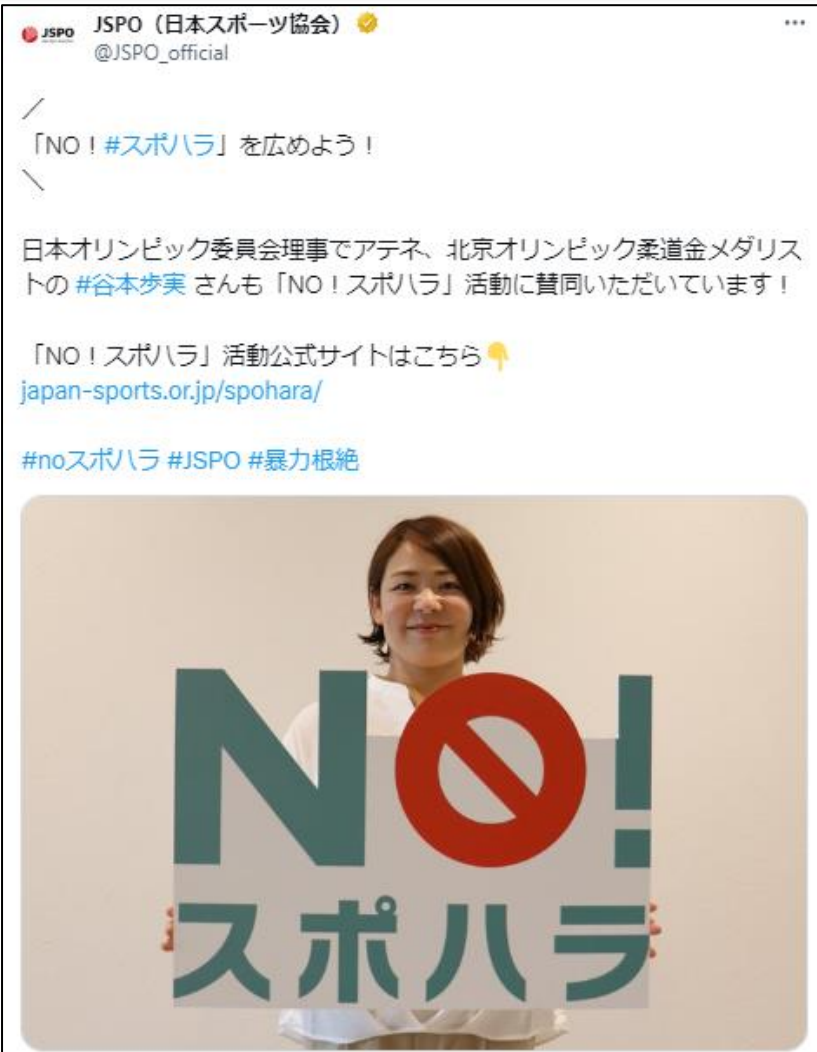 JSPO JSPO（日本スポーツ協会）
@JSPO_official
／
「NO！#スポハラ」を広めよう！
＼
日本オリンピック委員会理事でアテネ、北京オリンピック柔道金メダリス
トの #谷本歩実 さんも「NO！スポハラ」活動に賛同いただいています！
「NO！スポハラ」活動公式サイトはこちら👇
japan-sports.or.jp/spohara/
#noスポハラ #JSPO #暴力根絶
NO!
スポハラ